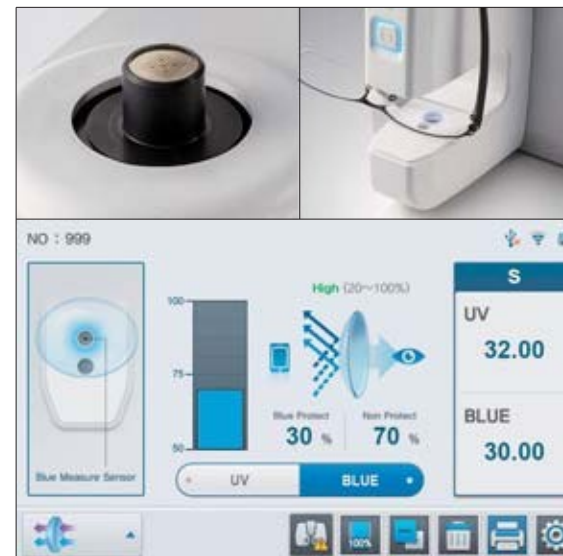 NO : 999
High (20~100%)
100
75
50
Blue Protect
30 %
Non Protect
70 %
Blue Measure Sensor
UV
BLUE
S
UV
32.00
BLUE
30.00
100%